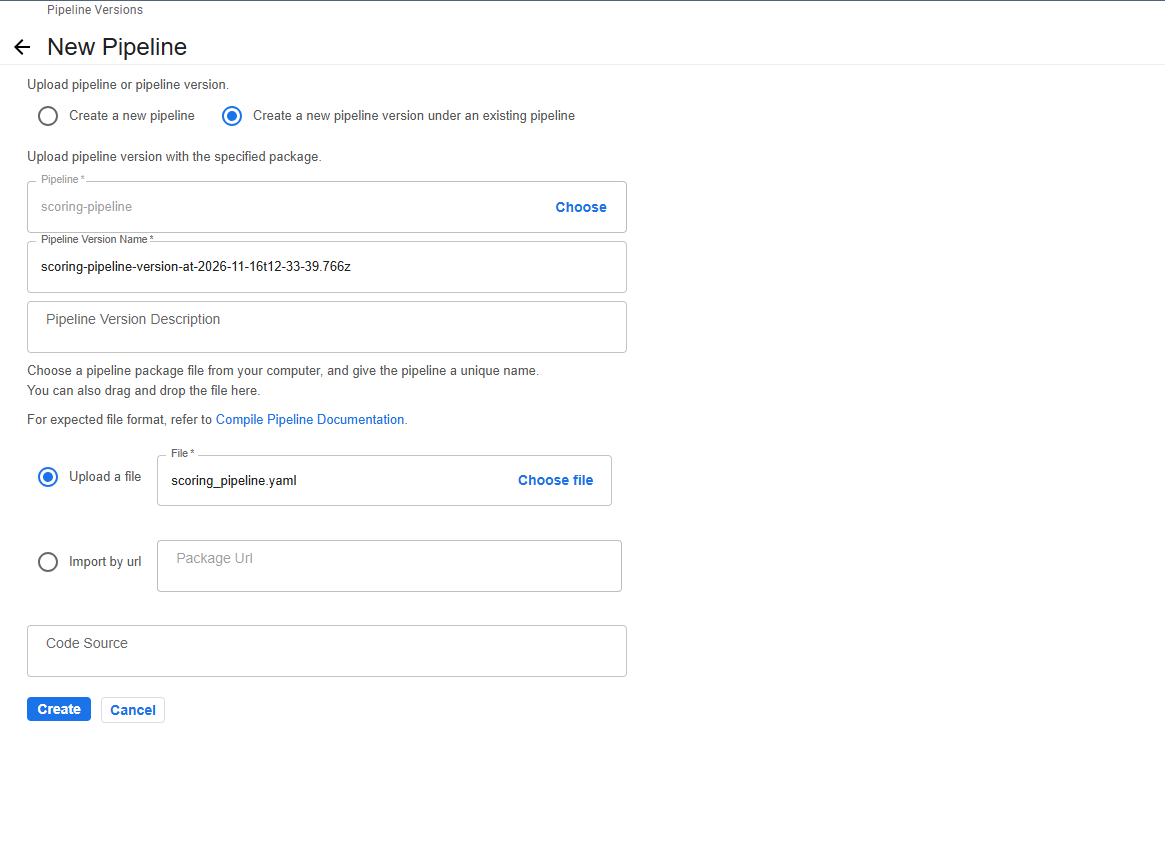 Pipeline Versions
New Pipeline
Upload pipeline or pipeline version.
Create a new pipeline
Create a new pipeline version under an existing pipeline
Upload pipeline version with the specified package.
Pipeline *
scoring-pipeline
Choose
Pipeline Version Name *
scoring-pipeline-version-at-2026-11-16t12-33-39.766z
Pipeline Version Description
Choose a pipeline package file from your computer, and give the pipeline a unique name.
You can also drag and drop the file here.
For expected file format, refer to Compile Pipeline Documentation.
Upload a file
File *
scoring_pipeline.yaml
Choose file
Import by url
Package Url
Code Source
Create
Cancel